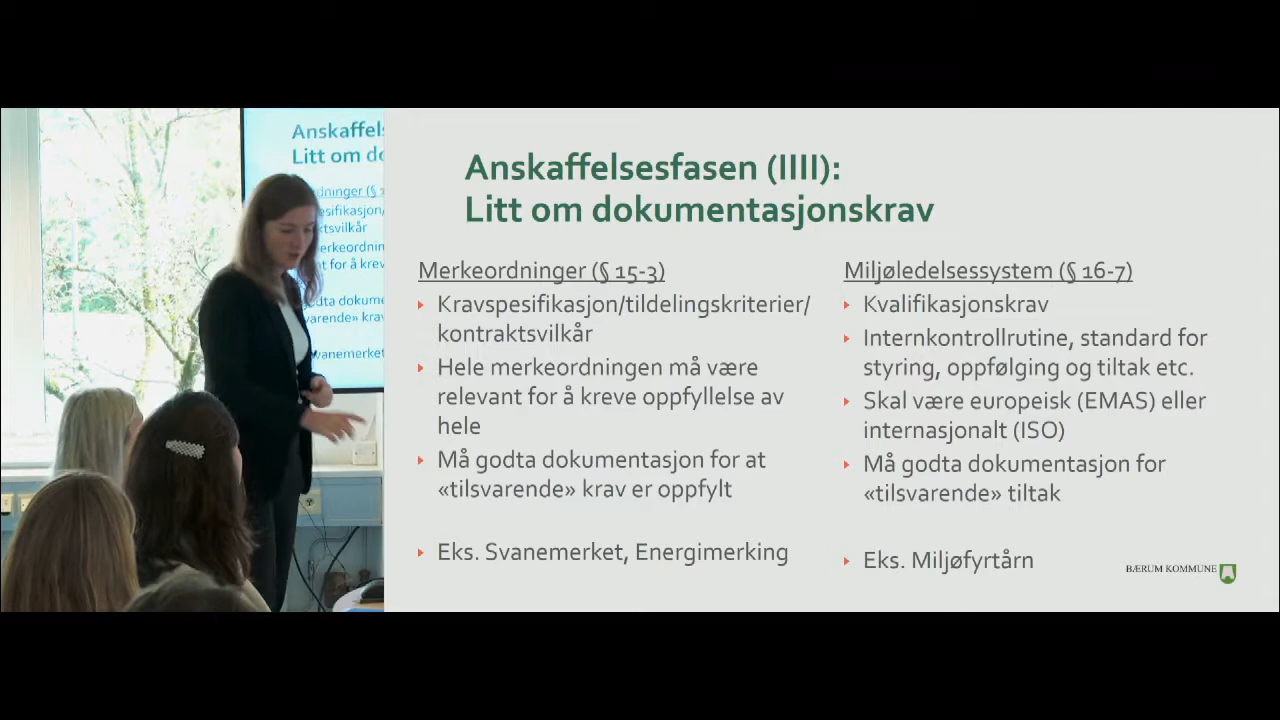 Anskaffelsesfasen (IIII):
Litt om dokumentasjonskrav
Merkeordninger (§ 15-3)
Kravspesifikasjon/tildelingskriterier/
kontraktsvilkår
Hele merkeordningen må være
relevant for å kreve oppfyllelse av
hele
Må godta dokumentasjon for at
«tilsvarende» krav er oppfylt
Eks. Svanemerket, Energimerking
Miljøledelsessystem (§ 16-7)
Kvalifikasjonskrav
Internkontrollrutine, standard for
styring, oppfølging og tiltak etc.
Skal være europeisk (EMAS) eller
internasjonalt (ISO)
Må godta dokumentasjon for
«tilsvarende» tiltak
Eks. Miljøfyrtårn
BÆRUM KOMMUNE
Litt om
kontraktsvilkår